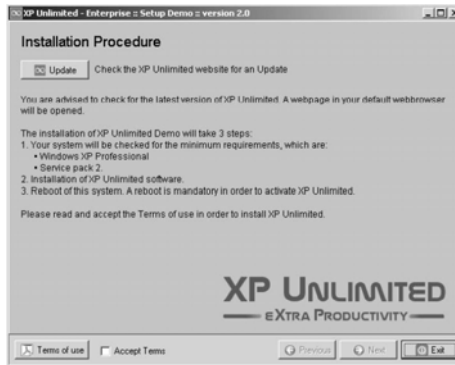 XP Unlimited - Enterprise :: Setup Demo :: version 2.0
Installation Procedure
Update Check the XP Unlimited website for an Update
You are advised to check for the latest version of XP Unlimited. A webpage in your default webbrowser
will be opened.
The installation of XP Unlimited Demo will take 3 steps:
1. Your system will be checked for the minimum requirements, which are:
• Windows XP Professional
• Service pack 2.
2. Installation of XP Unlimited software.
3. Reboot of this system. A reboot is mandatory in order to activate XP Unlimited.
Please read and accept the Terms of use in order to install XP Unlimited.
XP UNLIMITED
EXTRA PRODUCTIVITY
Terms of use Accept Terms Previous Next Exit